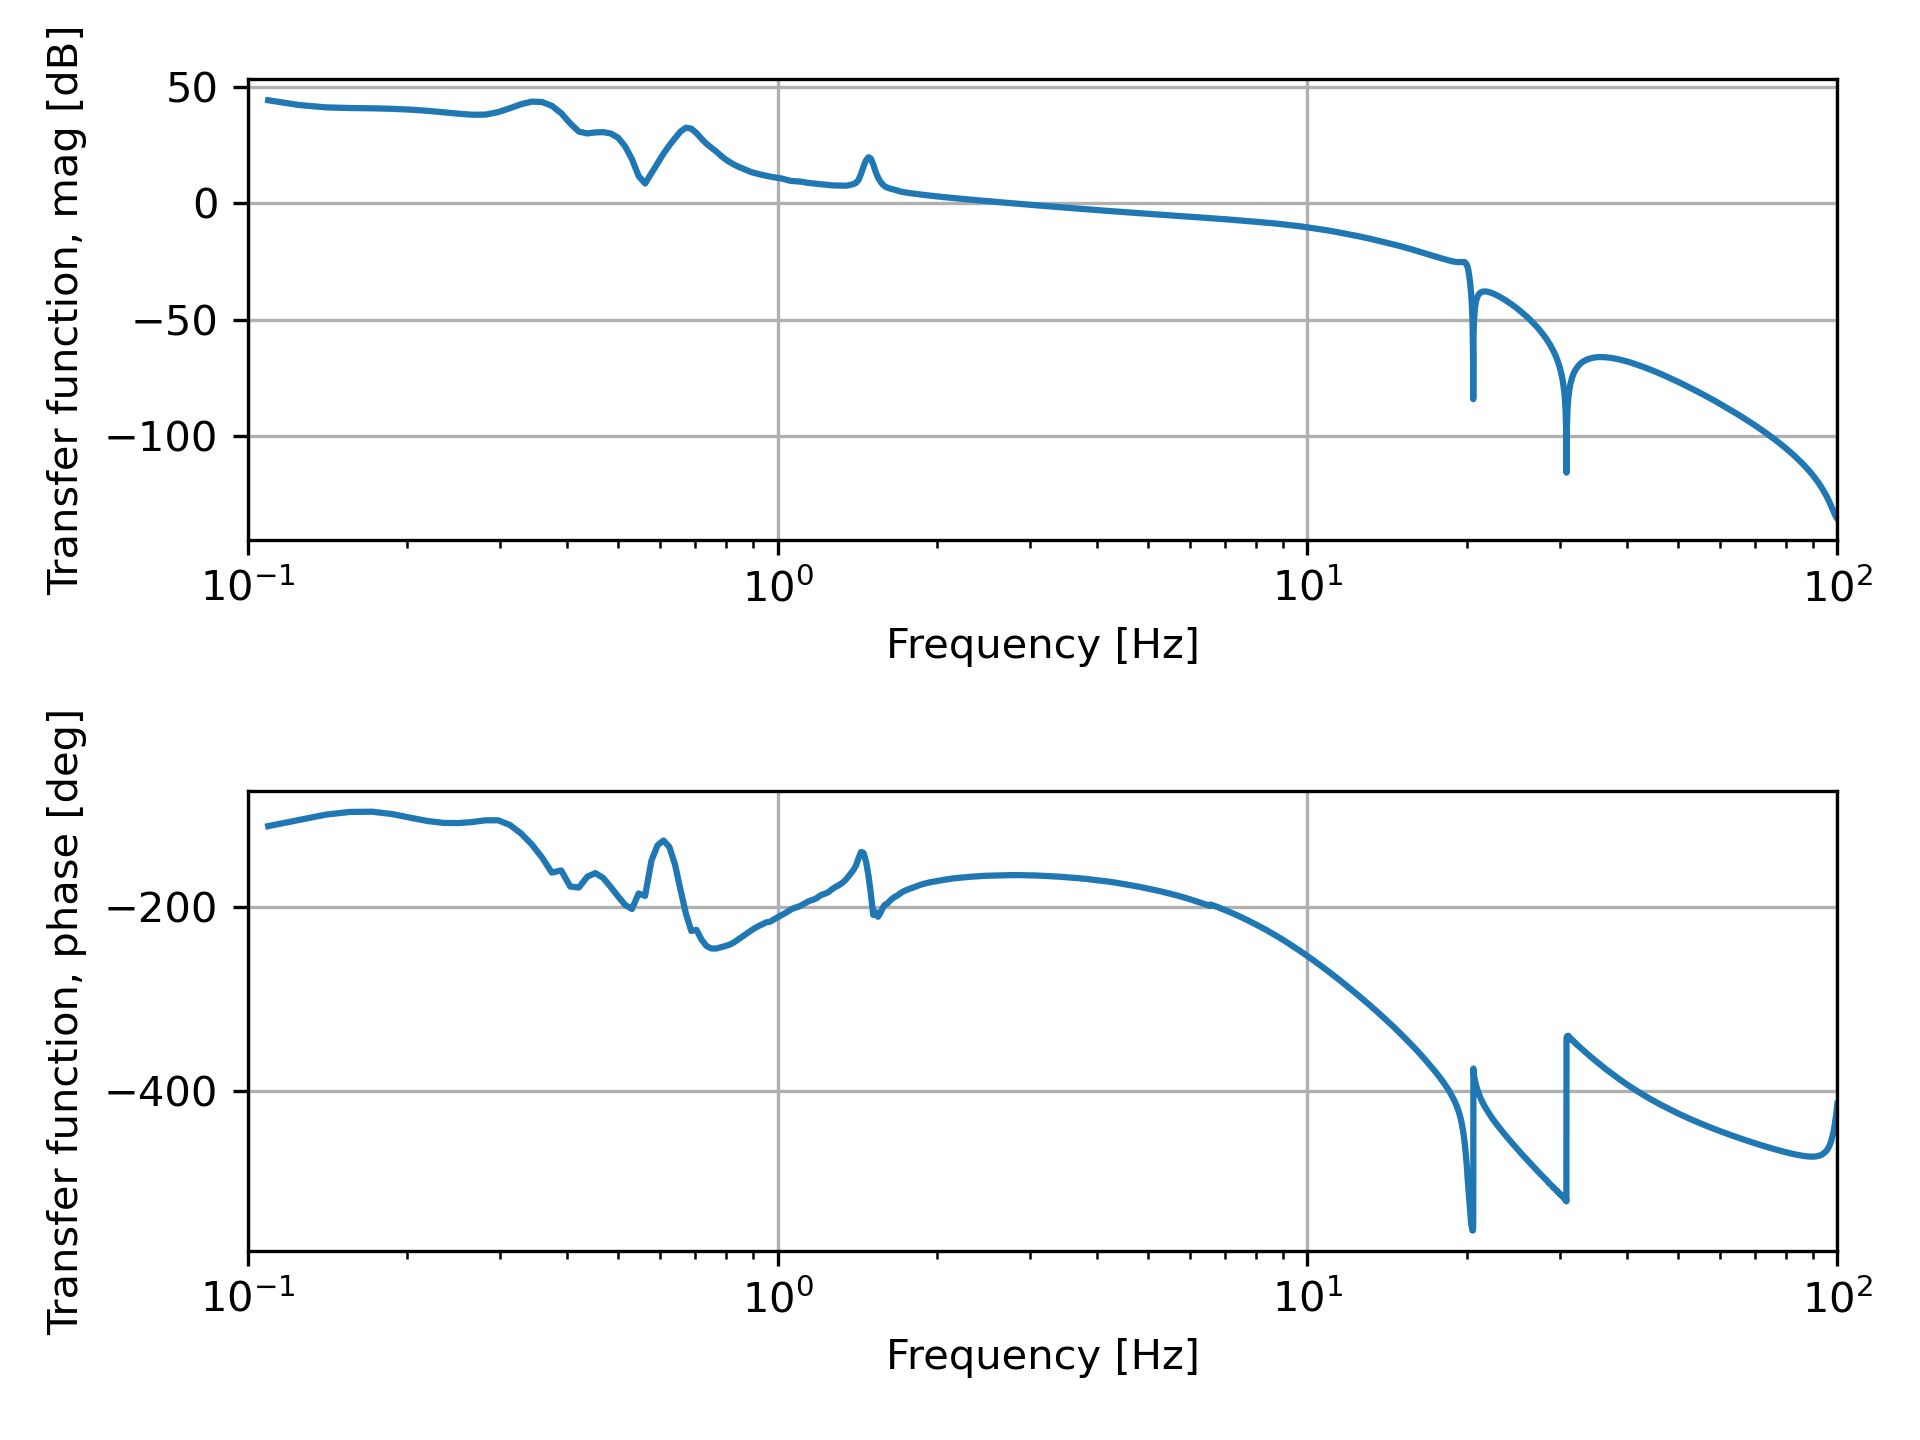 Transfer function, mag [dB]
50
0
−50
−100
10⁻¹ 10⁰ 10¹ 10²
Frequency [Hz]
Transfer function, phase [deg]
−200
−400
10⁻¹ 10⁰ 10¹ 10²
Frequency [Hz]